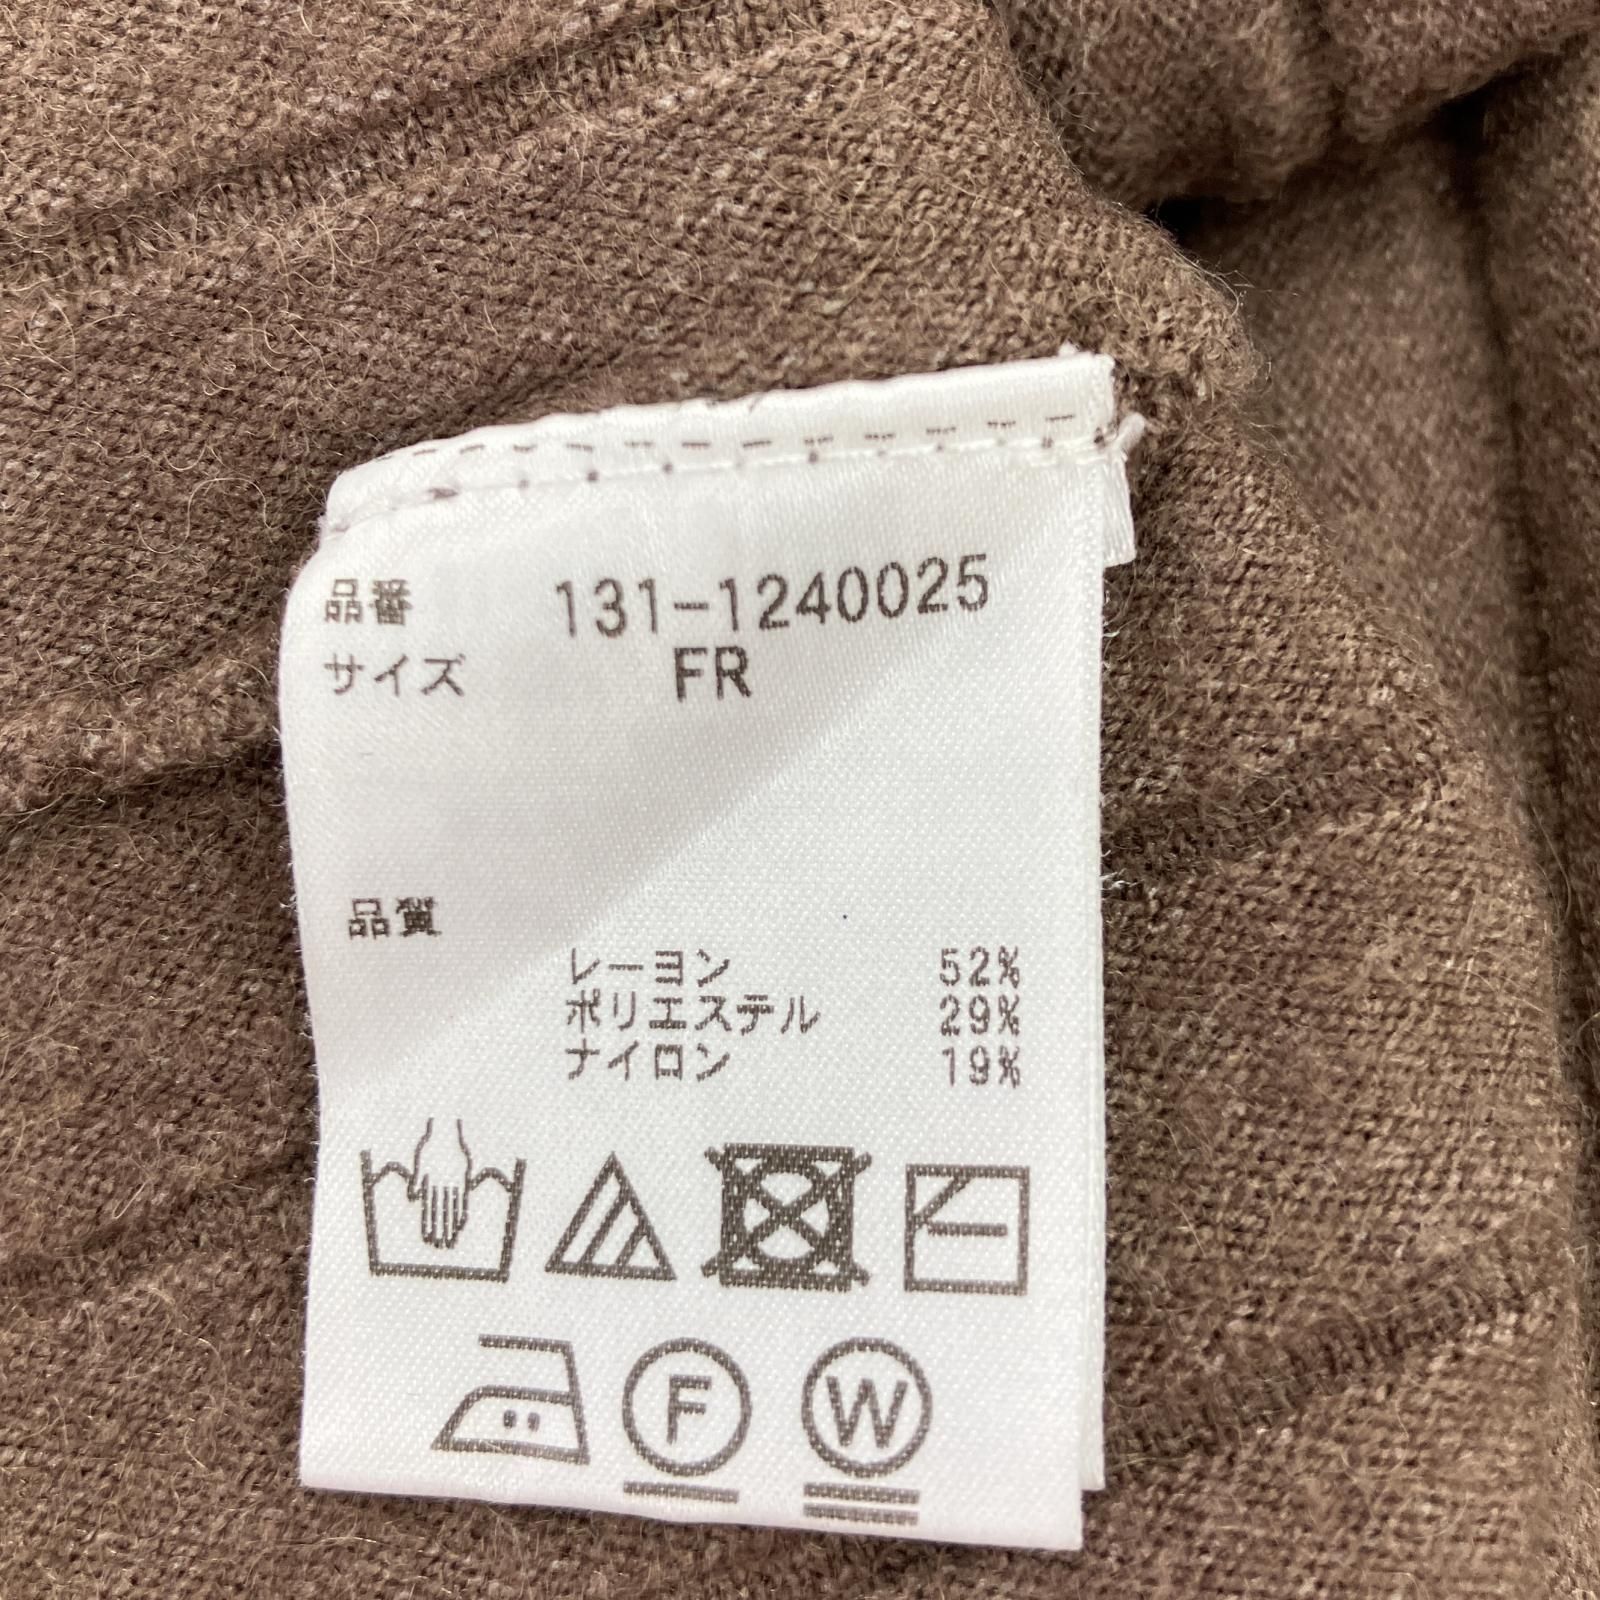 品番 131-1240025
サイズ FR
品質
レーヨン 52%
ポリエステル 29%
ナイロン 19%
F W